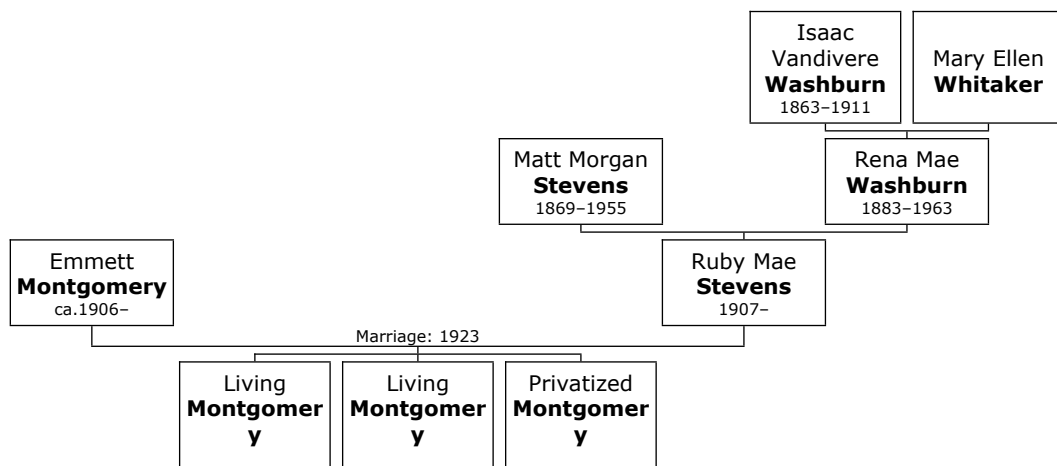 Isaac
Vandivere
Washburn
1863–1911
Mary Ellen
Whitaker
Matt Morgan
Stevens
1869–1955
Rena Mae
Washburn
1883–1963
Emmett
Montgomery
ca.1906–
Ruby Mae
Stevens
1907–
Marriage: 1923
Living
Montgomer
y
Living
Montgomer
y
Privatized
Montgomer
y